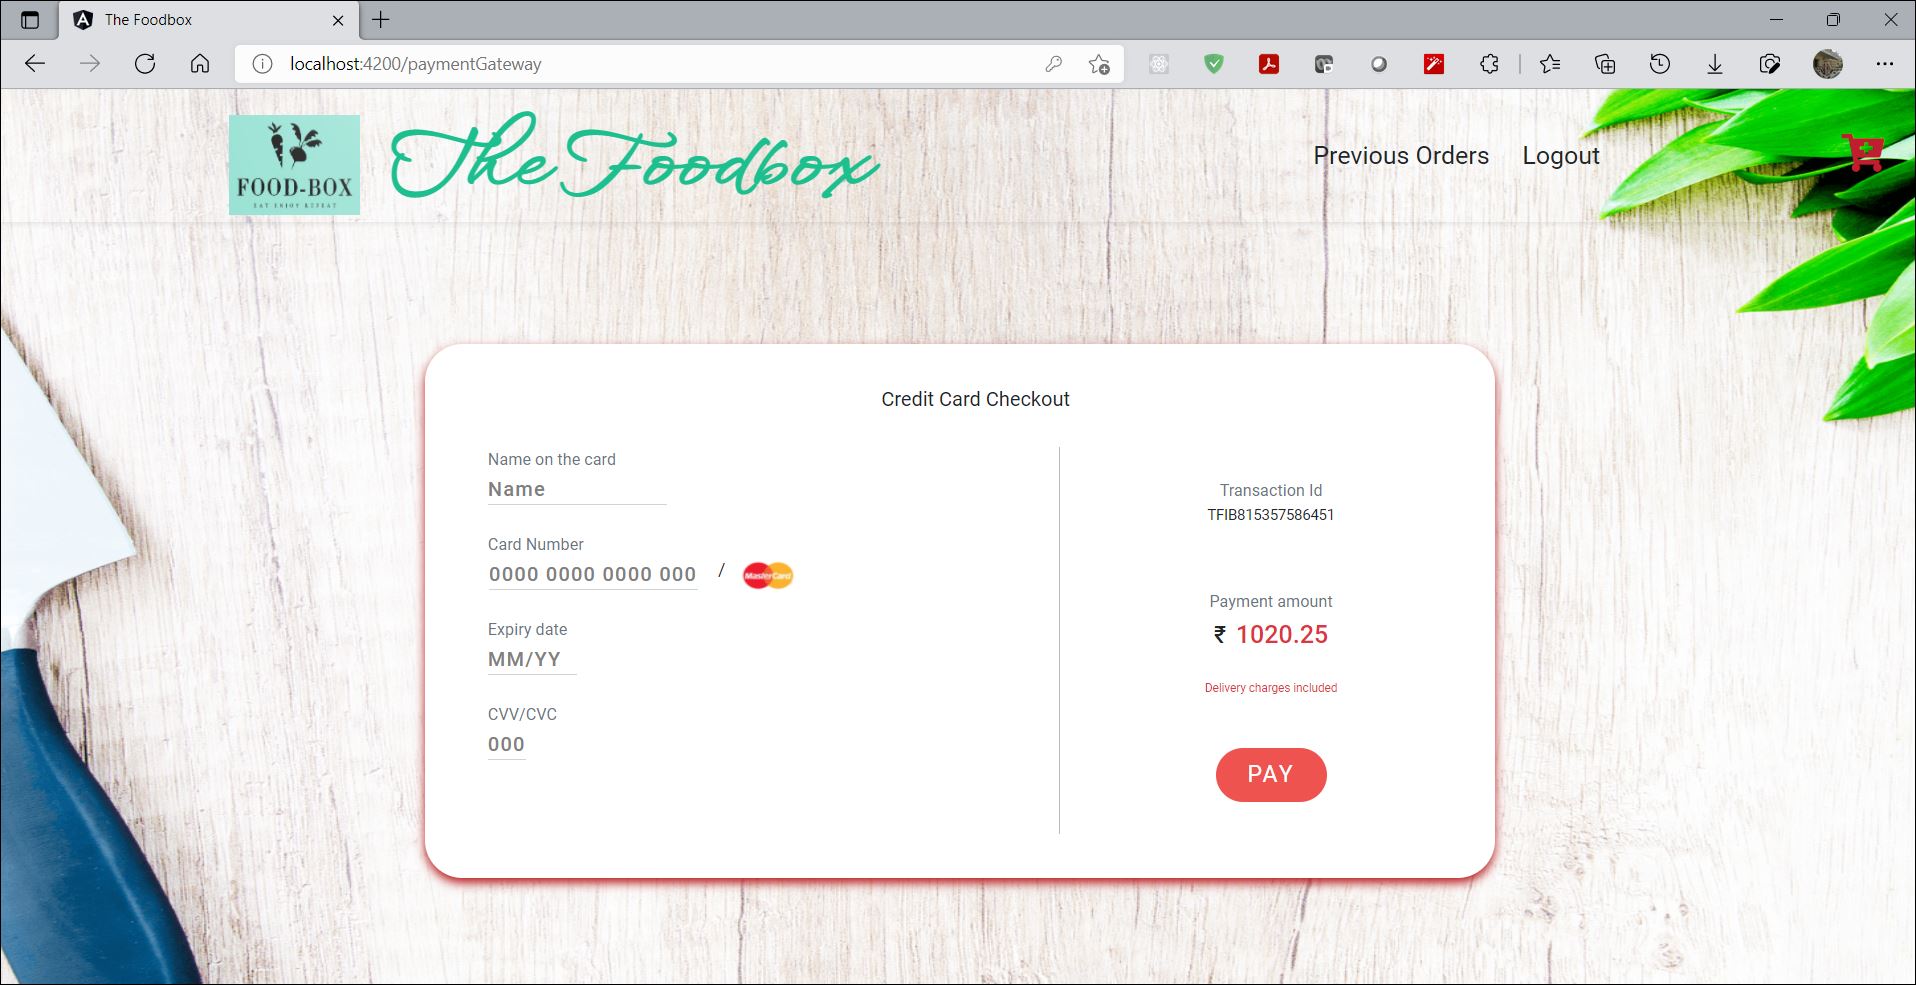 The Foodbox
localhost:4200/paymentGateway
FOOD-BOX
EAT ENJOY REPEAT
The Foodbox
Previous Orders
Logout
Credit Card Checkout
Name on the card
Name
Card Number
0000 0000 0000 000
/
MasterCard
Expiry date
MM/YY
CVV/CVC
000
Transaction Id
TFIB815357586451
Payment amount
₹ 1020.25
Delivery charges included
PAY